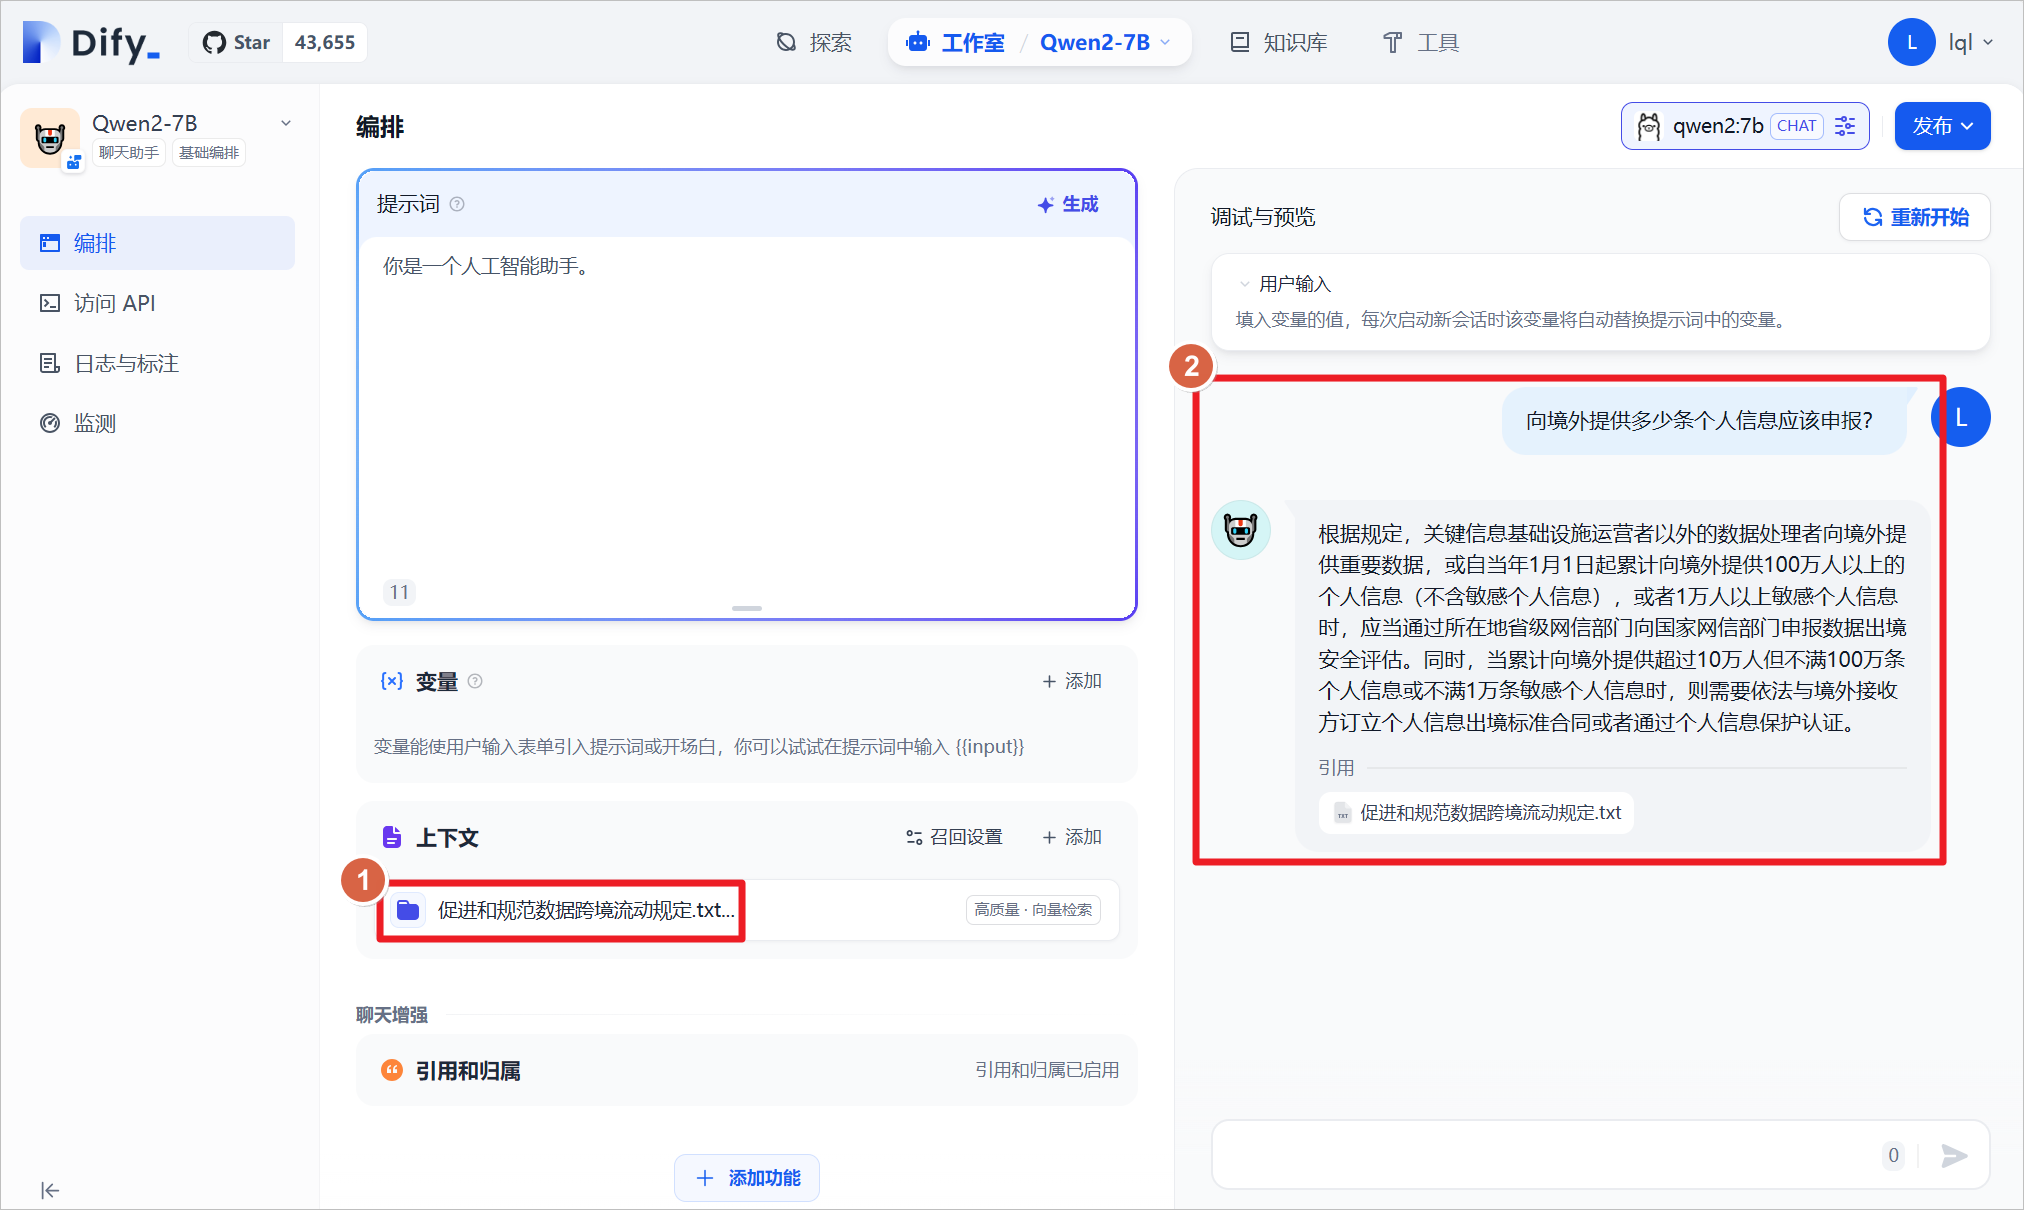 Dify_
Star 43,655
探索
工作室 / Qwen2-7B
知识库
工具
L lql
Qwen2-7B
聊天助手 基础编排
编排
访问 API
日志与标注
监测
编排
qwen2:7b CHAT
发布
提示词
生成
你是一个人工智能助手。
11
{x} 变量
+ 添加
变量能使用户输入表单引入提示词或开场白，你可以试试在提示词中输入 {{input}}
上下文
召回设置
+ 添加
1
促进和规范数据跨境流动规定.txt...
高质量 · 向量检索
聊天增强
引用和归属
引用和归属已启用
+ 添加功能
调试与预览
重新开始
用户输入
填入变量的值，每次启动新会话时该变量将自动替换提示词中的变量。
2
向境外提供多少条个人信息应该申报？
L
根据规定，关键信息基础设施运营者以外的数据处理者向境外提
供重要数据，或自当年1月1日起累计向境外提供100万人以上的
个人信息（不含敏感个人信息），或者1万人以上敏感个人信息
时，应当通过所在地省级网信部门向国家网信部门申报数据出境
安全评估。同时，当累计向境外提供超过10万人但不满100万条
个人信息或不满1万条敏感个人信息时，则需要依法与境外接收
方订立个人信息出境标准合同或者通过个人信息保护认证。
引用
TXT 促进和规范数据跨境流动规定.txt
0